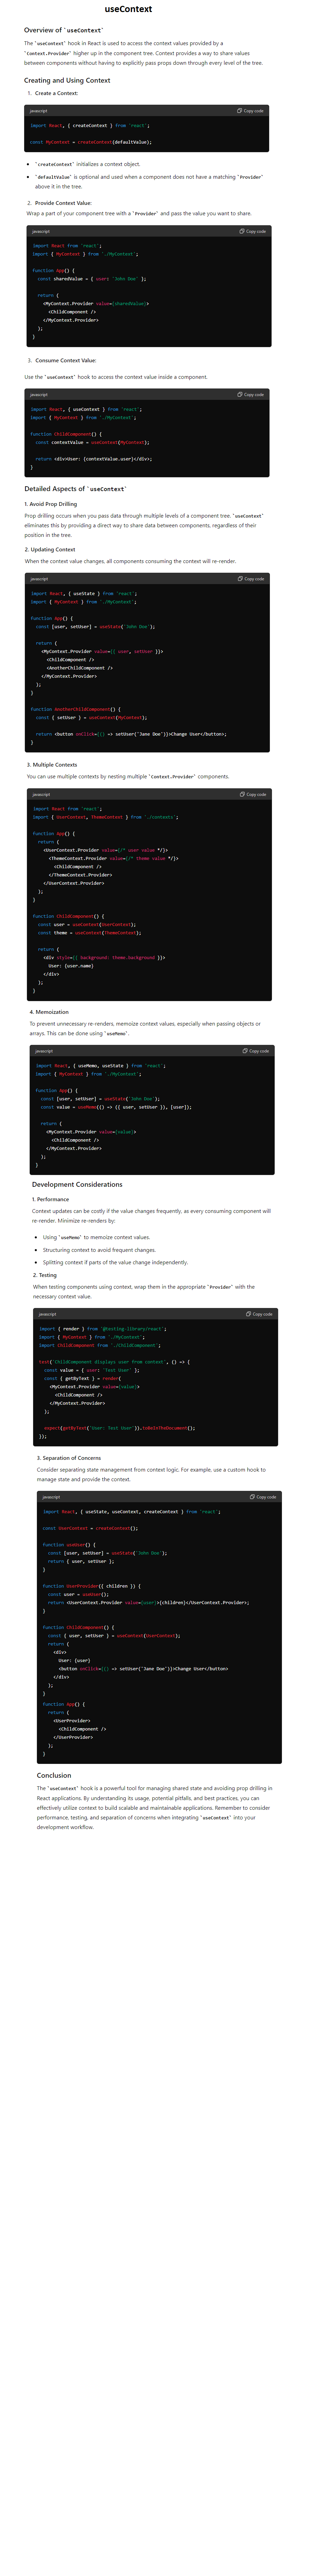 useContext
Overview of `useContext`
The `useContext` hook in React is used to access the context values provided by a
`Context.Provider` higher up in the component tree. Context provides a way to share values
between components without having to explicitly pass props down through every level of the tree.
Creating and Using Context
1. Create a Context:
javascript Copy code
import React, { createContext } from 'react';
const MyContext = createContext(defaultValue);
• `createContext` initializes a context object.
• `defaultValue` is optional and used when a component does not have a matching `Provider`
above it in the tree.
2. Provide Context Value:
Wrap a part of your component tree with a `Provider` and pass the value you want to share.
javascript Copy code
import React from 'react';
import { MyContext } from './MyContext';
function App() {
const sharedValue = { user: 'John Doe' };
return (
<MyContext.Provider value={sharedValue}>
<ChildComponent />
</MyContext.Provider>
);
}
3. Consume Context Value:
Use the `useContext` hook to access the context value inside a component.
javascript Copy code
import React, { useContext } from 'react';
import { MyContext } from './MyContext';
function ChildComponent() {
const contextValue = useContext(MyContext);
return <div>User: {contextValue.user}</div>;
}
Detailed Aspects of `useContext`
1. Avoid Prop Drilling
Prop drilling occurs when you pass data through multiple levels of a component tree. `useContext`
eliminates this by providing a direct way to share data between components, regardless of their
position in the tree.
2. Updating Context
When the context value changes, all components consuming the context will re-render.
javascript Copy code
import React, { useState } from 'react';
import { MyContext } from './MyContext';
function App() {
const [user, setUser] = useState('John Doe');
return (
<MyContext.Provider value={{ user, setUser }}>
<ChildComponent />
<AnotherChildComponent />
</MyContext.Provider>
);
}
function AnotherChildComponent() {
const { setUser } = useContext(MyContext);
return <button onClick={() => setUser('Jane Doe')}>Change User</button>;
}
3. Multiple Contexts
You can use multiple contexts by nesting multiple `Context.Provider` components.
javascript Copy code
import React from 'react';
import { UserContext, ThemeContext } from './contexts';
function App() {
return (
<UserContext.Provider value={/* user value */}>
<ThemeContext.Provider value={/* theme value */}>
<ChildComponent />
</ThemeContext.Provider>
</UserContext.Provider>
);
}
function ChildComponent() {
const user = useContext(UserContext);
const theme = useContext(ThemeContext);
return (
<div style={{ background: theme.background }}>
User: {user.name}
</div>
);
}
4. Memoization
To prevent unnecessary re-renders, memoize context values, especially when passing objects or
arrays. This can be done using `useMemo`.
javascript Copy code
import React, { useMemo, useState } from 'react';
import { MyContext } from './MyContext';
function App() {
const [user, setUser] = useState('John Doe');
const value = useMemo(() => ({ user, setUser }), [user]);
return (
<MyContext.Provider value={value}>
<ChildComponent />
</MyContext.Provider>
);
}
Development Considerations
1. Performance
Context updates can be costly if the value changes frequently, as every consuming component will
re-render. Minimize re-renders by:
• Using `useMemo` to memoize context values.
• Structuring context to avoid frequent changes.
• Splitting context if parts of the value change independently.
2. Testing
When testing components using context, wrap them in the appropriate `Provider` with the
necessary context value.
javascript Copy code
import { render } from '@testing-library/react';
import { MyContext } from './MyContext';
import ChildComponent from './ChildComponent';
test('ChildComponent displays user from context', () => {
const value = { user: 'Test User' };
const { getByText } = render(
<MyContext.Provider value={value}>
<ChildComponent />
</MyContext.Provider>
);
expect(getByText('User: Test User')).toBeInTheDocument();
});
3. Separation of Concerns
Consider separating state management from context logic. For example, use a custom hook to
manage state and provide the context.
javascript Copy code
import React, { useState, useContext, createContext } from 'react';
const UserContext = createContext();
function useUser() {
const [user, setUser] = useState('John Doe');
return { user, setUser };
}
function UserProvider({ children }) {
const user = useUser();
return <UserContext.Provider value={user}>{children}</UserContext.Provider>;
}
function ChildComponent() {
const { user, setUser } = useContext(UserContext);
return (
<div>
User: {user}
<button onClick={() => setUser('Jane Doe')}>Change User</button>
</div>
);
}
function App() {
return (
<UserProvider>
<ChildComponent />
</UserProvider>
);
}
Conclusion
The `useContext` hook is a powerful tool for managing shared state and avoiding prop drilling in
React applications. By understanding its usage, potential pitfalls, and best practices, you can
effectively utilize context to build scalable and maintainable applications. Remember to consider
performance, testing, and separation of concerns when integrating `useContext` into your
development workflow.